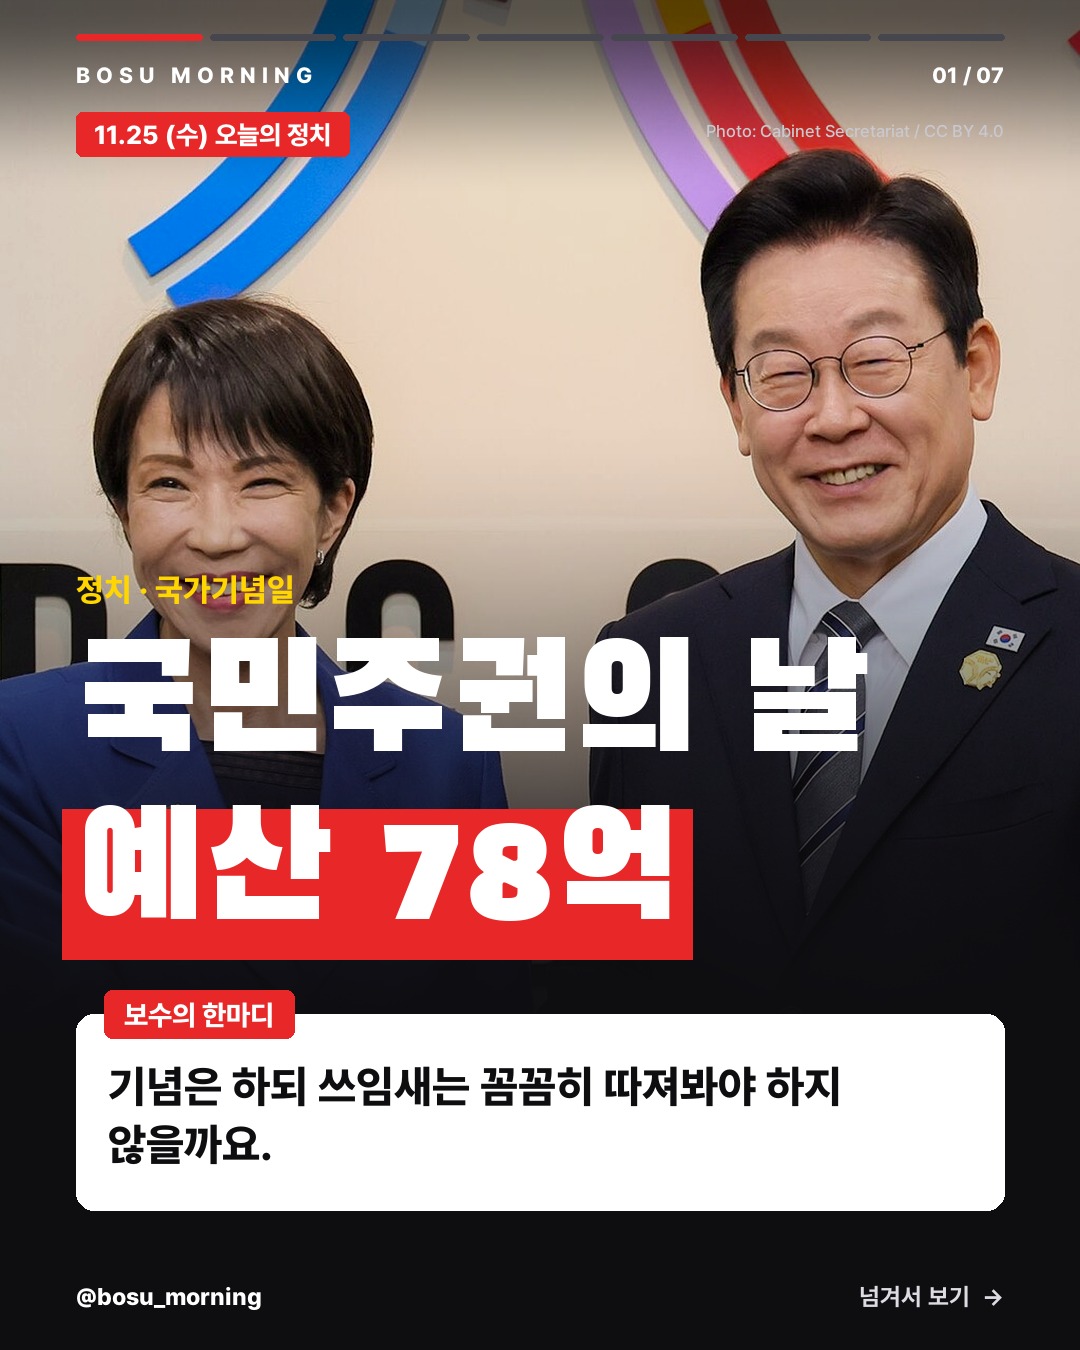 BOSU MORNING
01 / 07
11.25 (수) 오늘의 정치
Photo: Cabinet Secretariat / CC BY 4.0
정치 · 국가기념일
국민주권의 날
예산 78억
보수의 한마디
기념은 하되 쓰임새는 꼼꼼히 따져봐야 하지
않을까요.
@bosu_morning
넘겨서 보기 →